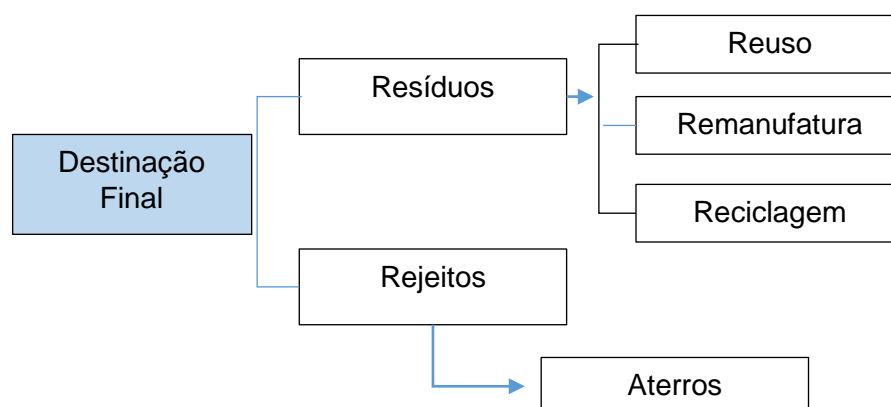 Reuso
Resíduos
Remanufatura
Destinação
Final
Reciclagem
Rejeitos
Aterros